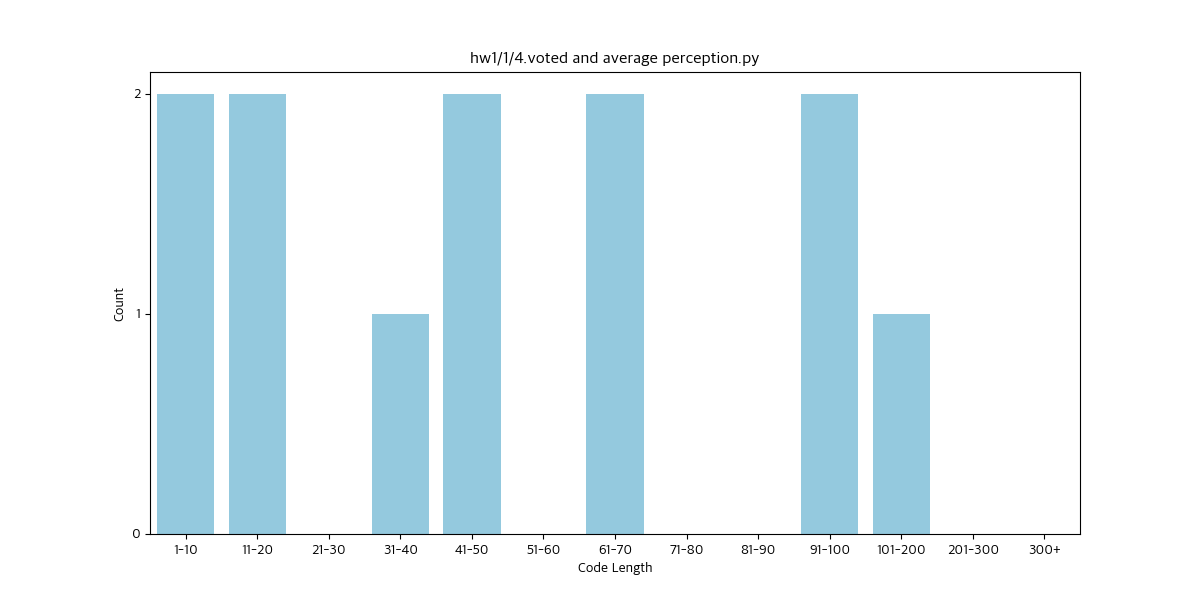 hw1/1/4.voted and average perception.py
2
1
0
Count
1-10 11-20 21-30 31-40 41-50 51-60 61-70 71-80 81-90 91-100 101-200 201-300 300+
Code Length